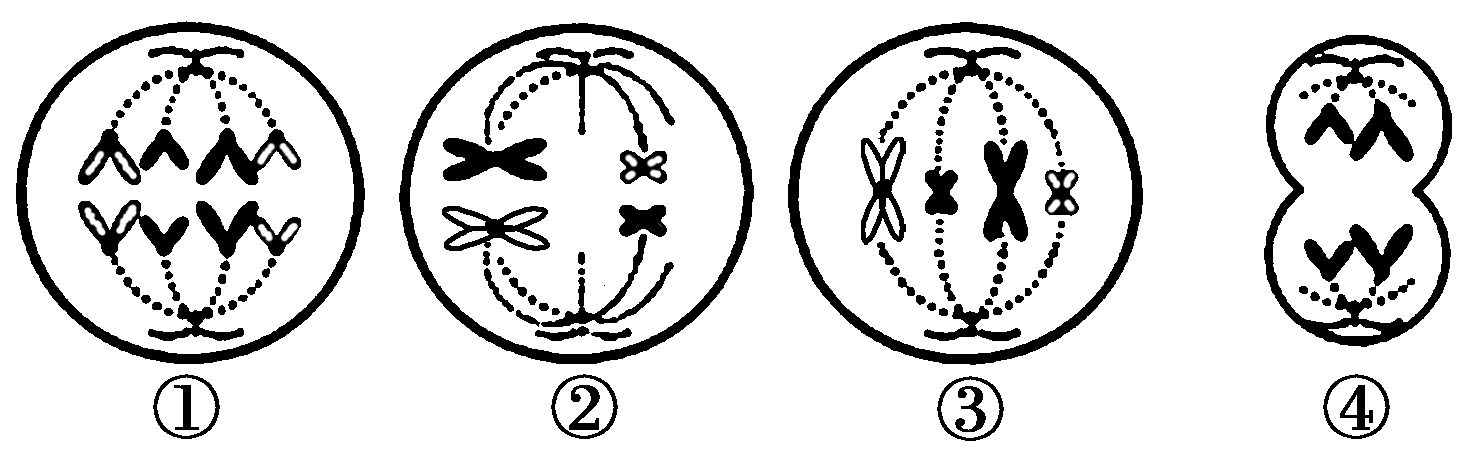 ① ② ③ ④